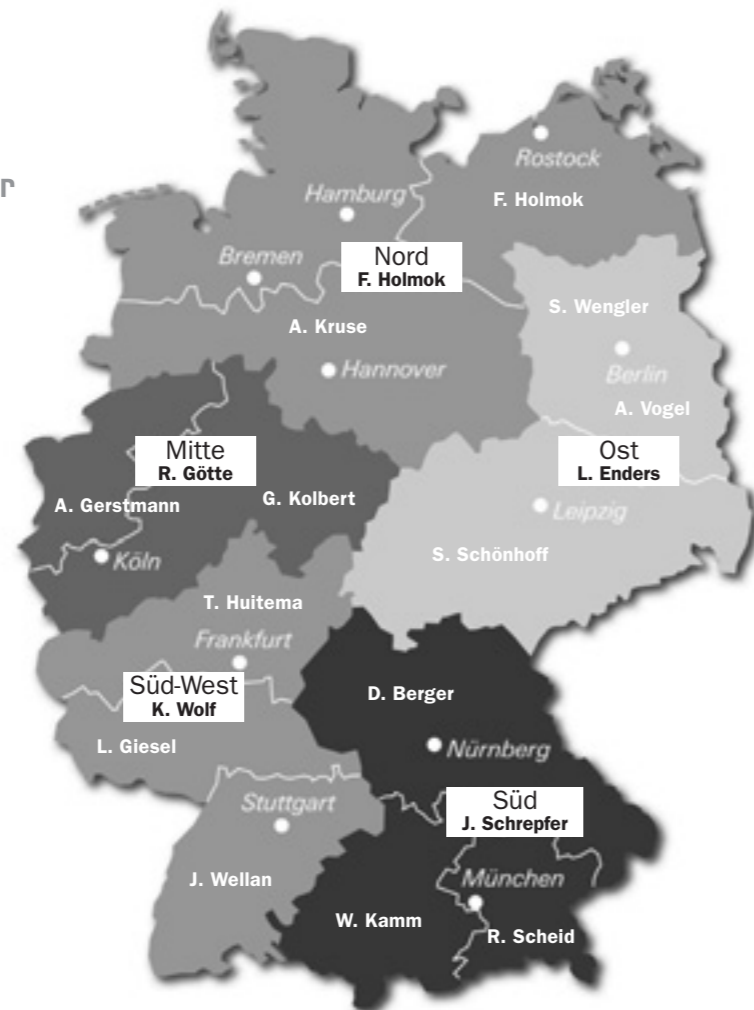 r
Rostock
Hamburg
F. Holmok
Bremen
Nord
F. Holmok
S. Wengler
A. Kruse
Hannover
Berlin
A. Vogel
Mitte
R. Götte
Ost
L. Enders
A. Gerstmann
G. Kolbert
Leipzig
Köln
S. Schönhoff
T. Huitema
Frankfurt
Süd-West
K. Wolf
D. Berger
L. Giesel
Nürnberg
Stuttgart
Süd
J. Schrepfer
J. Wellan
München
W. Kamm
R. Scheid